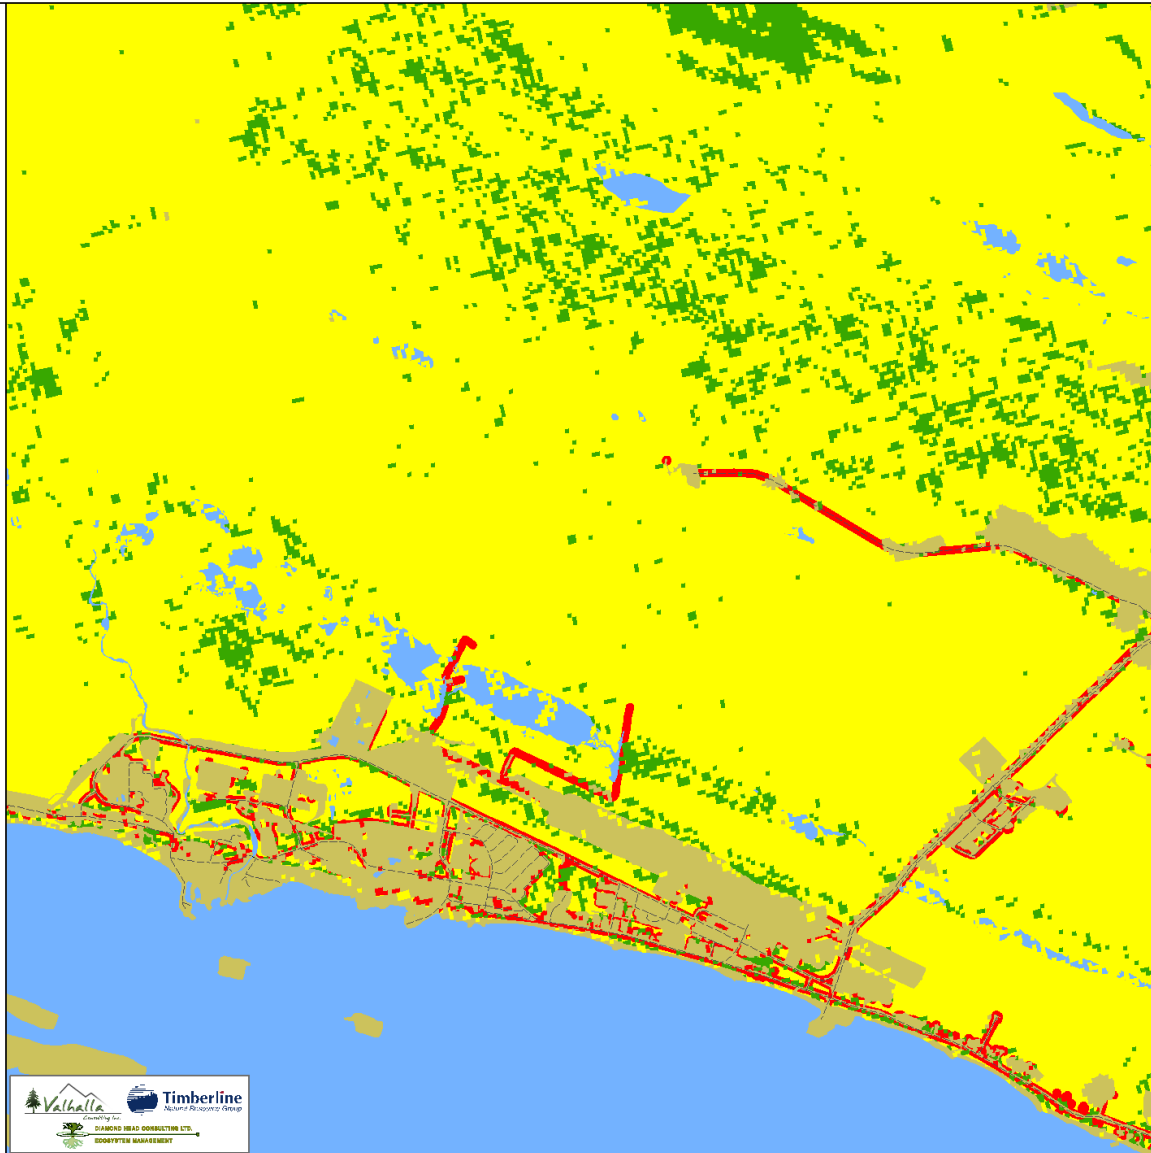 Valhalla
Consulting Inc.
Timberline
Natural Resource Group
DIAMOND HEAD CONSULTING LTD.
ECOSYSTEM MANAGEMENT